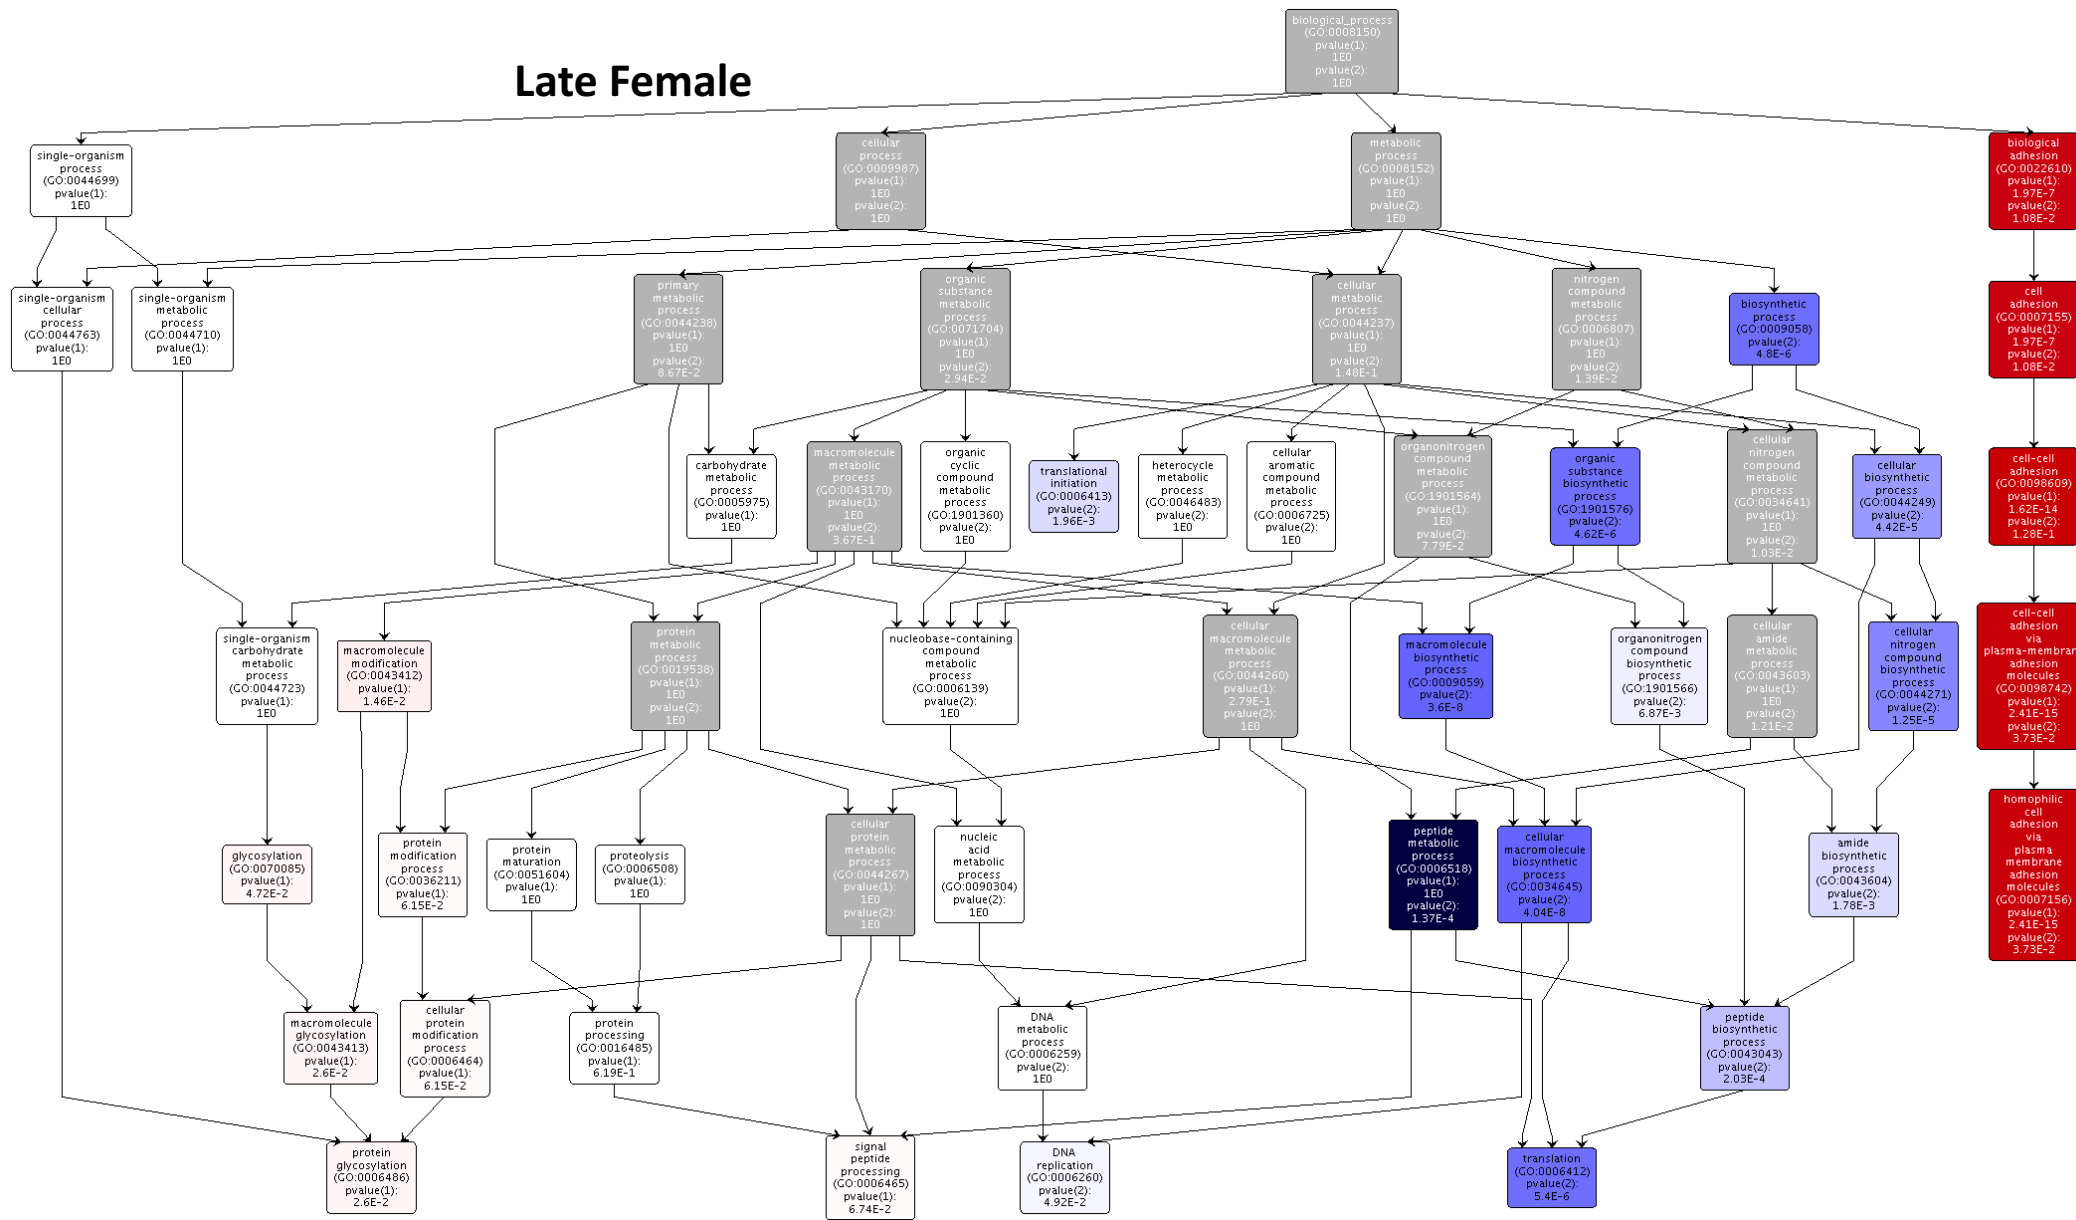 biological_process
(GO:0008150)
pvalue(1):
1E0
pvalue(2):
1E0
Late Female
single-organism
process
(GO:0044699)
pvalue(1):
1E0
cellular
process
(GO:0009987)
pvalue(1):
1E0
pvalue(2):
1E0
metabolic
process
(GO:0008152)
pvalue(1):
1E0
pvalue(2):
1E0
biological
adhesion
(GO:0022610)
pvalue(1):
1.97E-7
pvalue(2):
1.08E-2
single-organism
cellular
process
(GO:0044763)
pvalue(1):
1E0
single-organism
metabolic
process
(GO:0044710)
pvalue(1):
1E0
primary
metabolic
process
(GO:0044238)
pvalue(1):
1E0
pvalue(2):
8.67E-2
organic
substance
metabolic
process
(GO:0071704)
pvalue(1):
1E0
pvalue(2):
2.94E-2
cellular
metabolic
process
(GO:0044237)
pvalue(1):
1E0
pvalue(2):
1.48E-1
nitrogen
compound
metabolic
process
(GO:0006807)
pvalue(1):
1E0
pvalue(2):
1.39E-2
biosynthetic
process
(GO:0009058)
pvalue(2):
4.8E-6
cell
adhesion
(GO:0007155)
pvalue(1):
1.97E-7
pvalue(2):
1.08E-2
carbohydrate
metabolic
process
(GO:0005975)
pvalue(1):
1E0
macromolecule
metabolic
process
(GO:0043170)
pvalue(1):
1E0
pvalue(2):
3.67E-1
organic
cyclic
compound
metabolic
process
(GO:1901360)
pvalue(2):
1E0
translational
initiation
(GO:0006413)
pvalue(2):
1.96E-3
heterocycle
metabolic
process
(GO:0046483)
pvalue(2):
1E0
cellular
aromatic
compound
metabolic
process
(GO:0006725)
pvalue(2):
1E0
organonitrogen
compound
metabolic
process
(GO:1901564)
pvalue(1):
1E0
pvalue(2):
7.79E-2
organic
substance
biosynthetic
process
(GO:1901576)
pvalue(2):
4.62E-6
cellular
nitrogen
compound
metabolic
process
(GO:0034641)
pvalue(1):
1E0
pvalue(2):
1.03E-2
cellular
biosynthetic
process
(GO:0044249)
pvalue(2):
4.42E-5
cell-cell
adhesion
(GO:0098609)
pvalue(1):
1.62E-14
pvalue(2):
1.28E-1
single-organism
carbohydrate
metabolic
process
(GO:0044723)
pvalue(1):
1E0
macromolecule
modification
(GO:0043412)
pvalue(1):
1.46E-2
protein
metabolic
process
(GO:0019538)
pvalue(1):
1E0
pvalue(2):
1E0
nucleobase-containing
compound
metabolic
process
(GO:0006139)
pvalue(2):
1E0
cellular
macromolecule
metabolic
process
(GO:0044260)
pvalue(1):
2.79E-1
pvalue(2):
1E0
macromolecule
biosynthetic
process
(GO:0009059)
pvalue(2):
3.6E-8
organonitrogen
compound
biosynthetic
process
(GO:1901566)
pvalue(2):
6.87E-3
cellular
amide
metabolic
process
(GO:0043603)
pvalue(1):
1E0
pvalue(2):
1.21E-2
cellular
nitrogen
compound
biosynthetic
process
(GO:0044271)
pvalue(2):
1.25E-5
cell-cell
adhesion
via
plasma-membran
adhesion
molecules
(GO:0098742)
pvalue(1):
2.41E-15
pvalue(2):
3.73E-2
glycosylation
(GO:0070085)
pvalue(1):
4.72E-2
protein
modification
process
(GO:0036211)
pvalue(1):
6.15E-2
protein
maturation
(GO:0051604)
pvalue(1):
1E0
proteolysis
(GO:0006508)
pvalue(1):
1E0
cellular
protein
metabolic
process
(GO:0044267)
pvalue(1):
1E0
pvalue(2):
1E0
nucleic
acid
metabolic
process
(GO:0090304)
pvalue(2):
1E0
peptide
metabolic
process
(GO:0006518)
pvalue(1):
1E0
pvalue(2):
1.37E-4
cellular
macromolecule
biosynthetic
process
(GO:0034645)
pvalue(2):
4.04E-8
amide
biosynthetic
process
(GO:0043604)
pvalue(2):
1.78E-3
homophilic
cell
adhesion
via
plasma
membrane
adhesion
molecules
(GO:0007156)
pvalue(1):
2.41E-15
pvalue(2):
3.73E-2
macromolecule
glycosylation
(GO:0043413)
pvalue(1):
2.6E-2
cellular
protein
modification
process
(GO:0006464)
pvalue(1):
6.15E-2
protein
processing
(GO:0016485)
pvalue(1):
6.19E-1
DNA
metabolic
process
(GO:0006259)
pvalue(2):
1E0
peptide
biosynthetic
process
(GO:0043043)
pvalue(2):
2.03E-4
protein
glycosylation
(GO:0006486)
pvalue(1):
2.6E-2
signal
peptide
processing
(GO:0006465)
pvalue(1):
6.74E-2
DNA
replication
(GO:0006260)
pvalue(2):
4.92E-2
translation
(GO:0006412)
pvalue(2):
5.4E-6